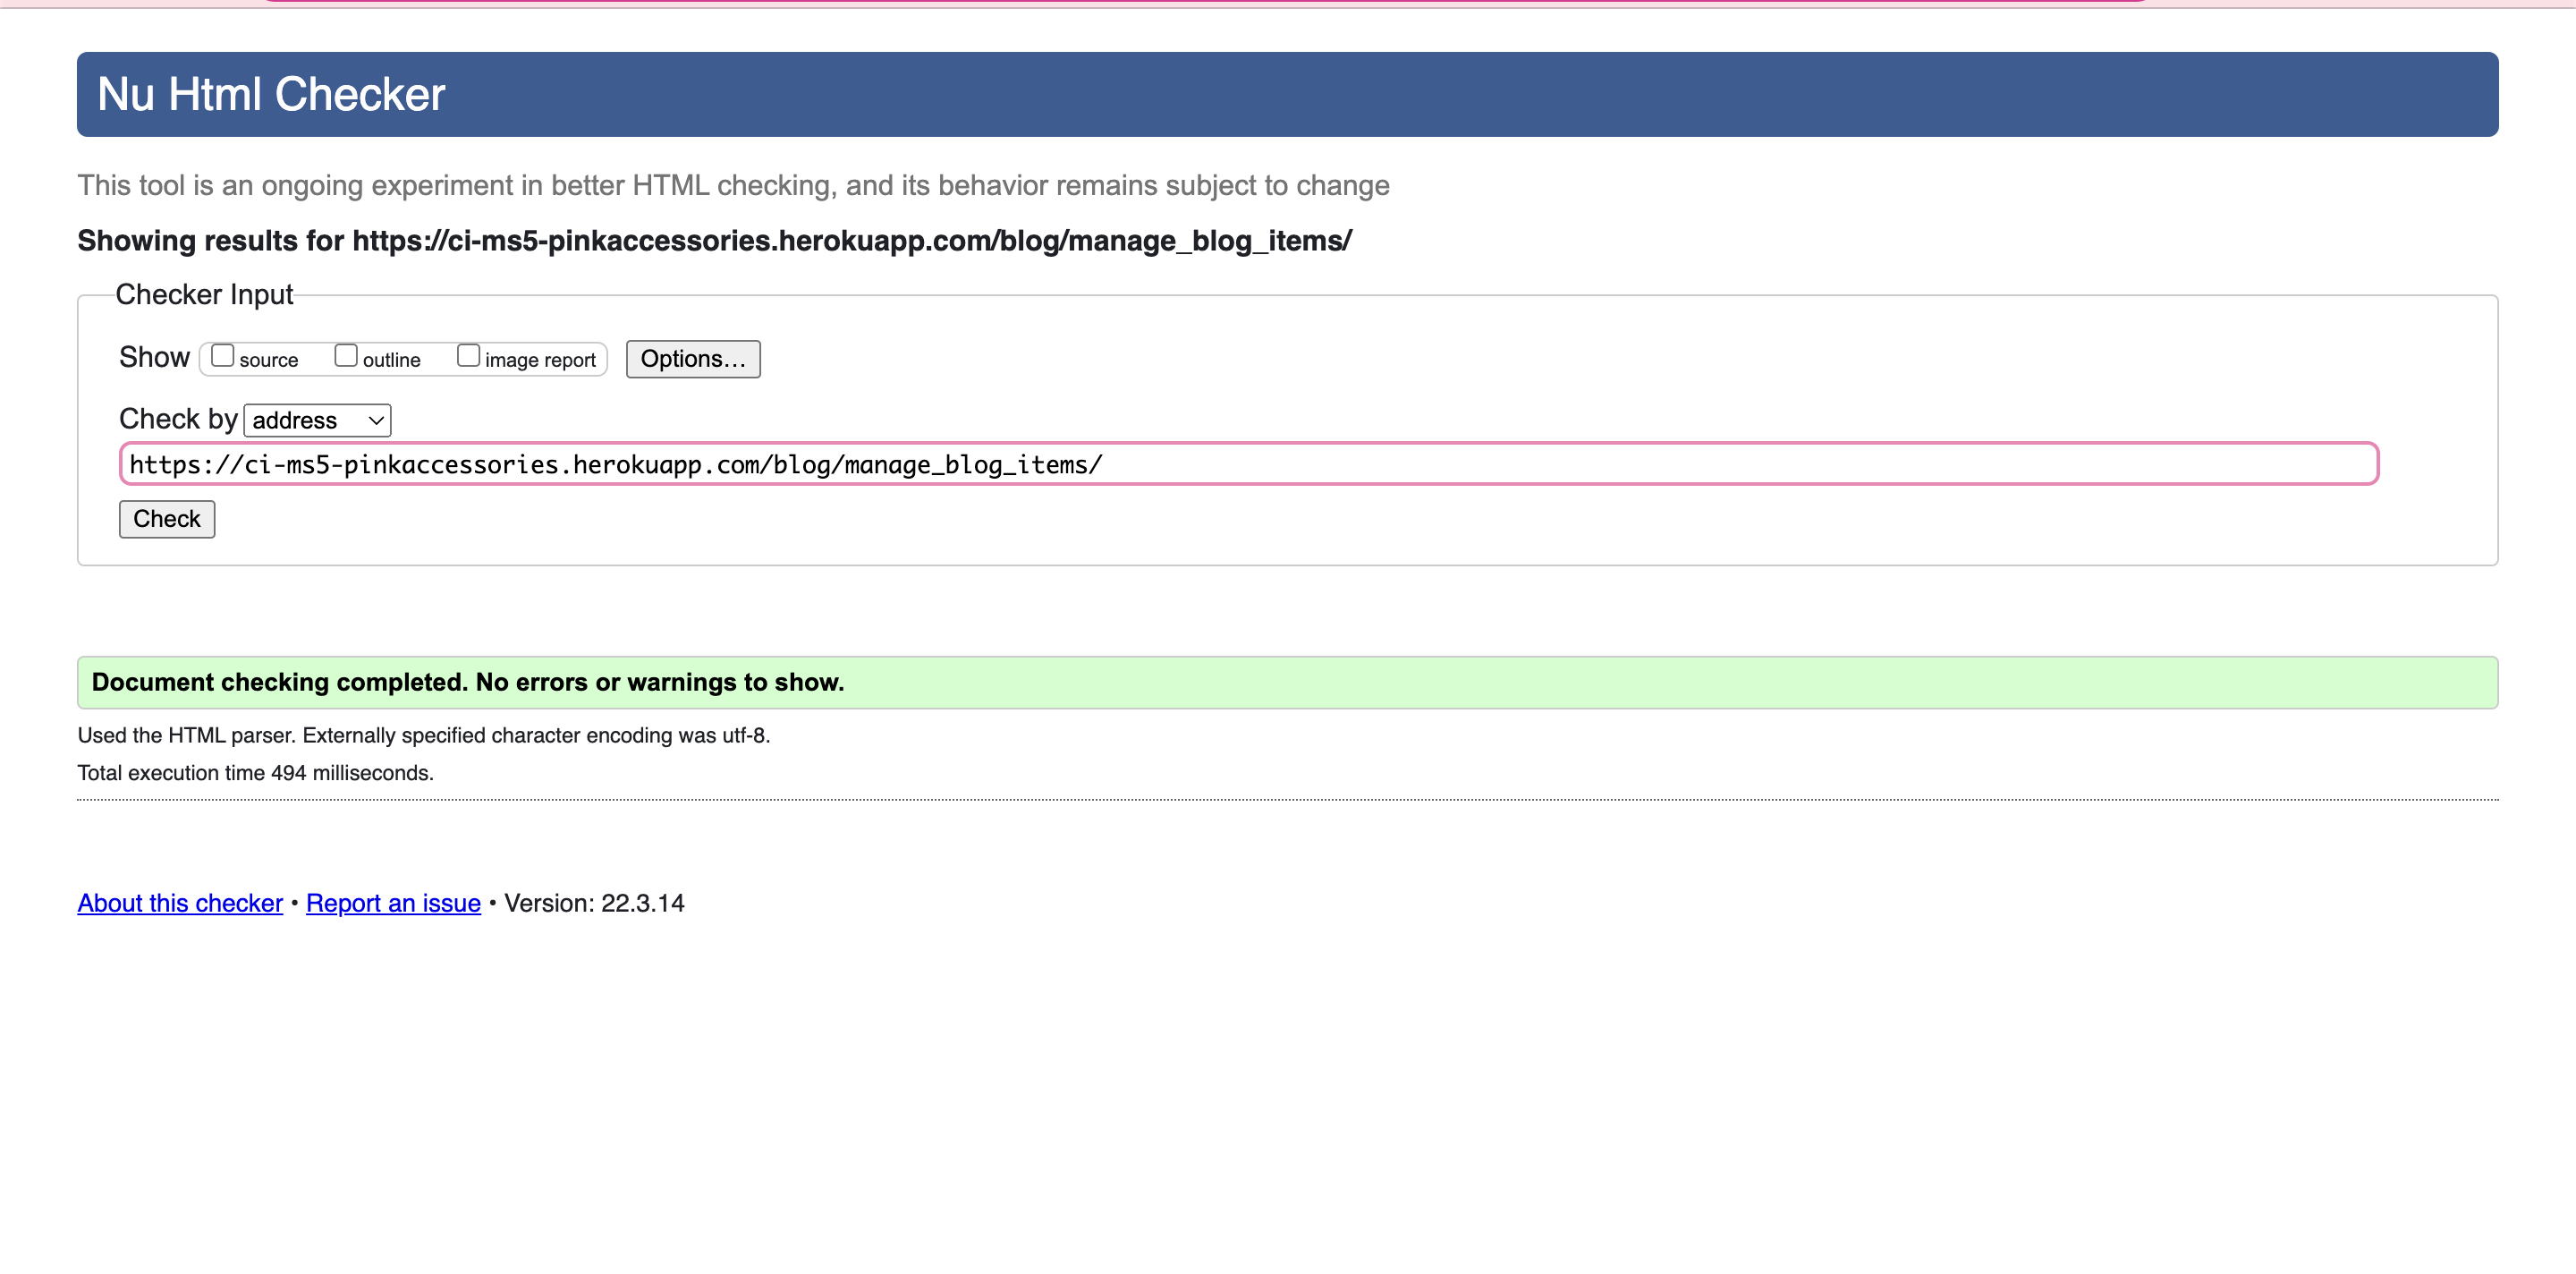 Nu Html Checker
This tool is an ongoing experiment in better HTML checking, and its behavior remains subject to change
Showing results for https://ci-ms5-pinkaccessories.herokuapp.com/blog/manage_blog_items/
Checker Input
Show source outline image report Options...
Check by address
https://ci-ms5-pinkaccessories.herokuapp.com/blog/manage_blog_items/
Check
Document checking completed. No errors or warnings to show.
Used the HTML parser. Externally specified character encoding was utf-8.
Total execution time 494 milliseconds.
About this checker • Report an issue • Version: 22.3.14